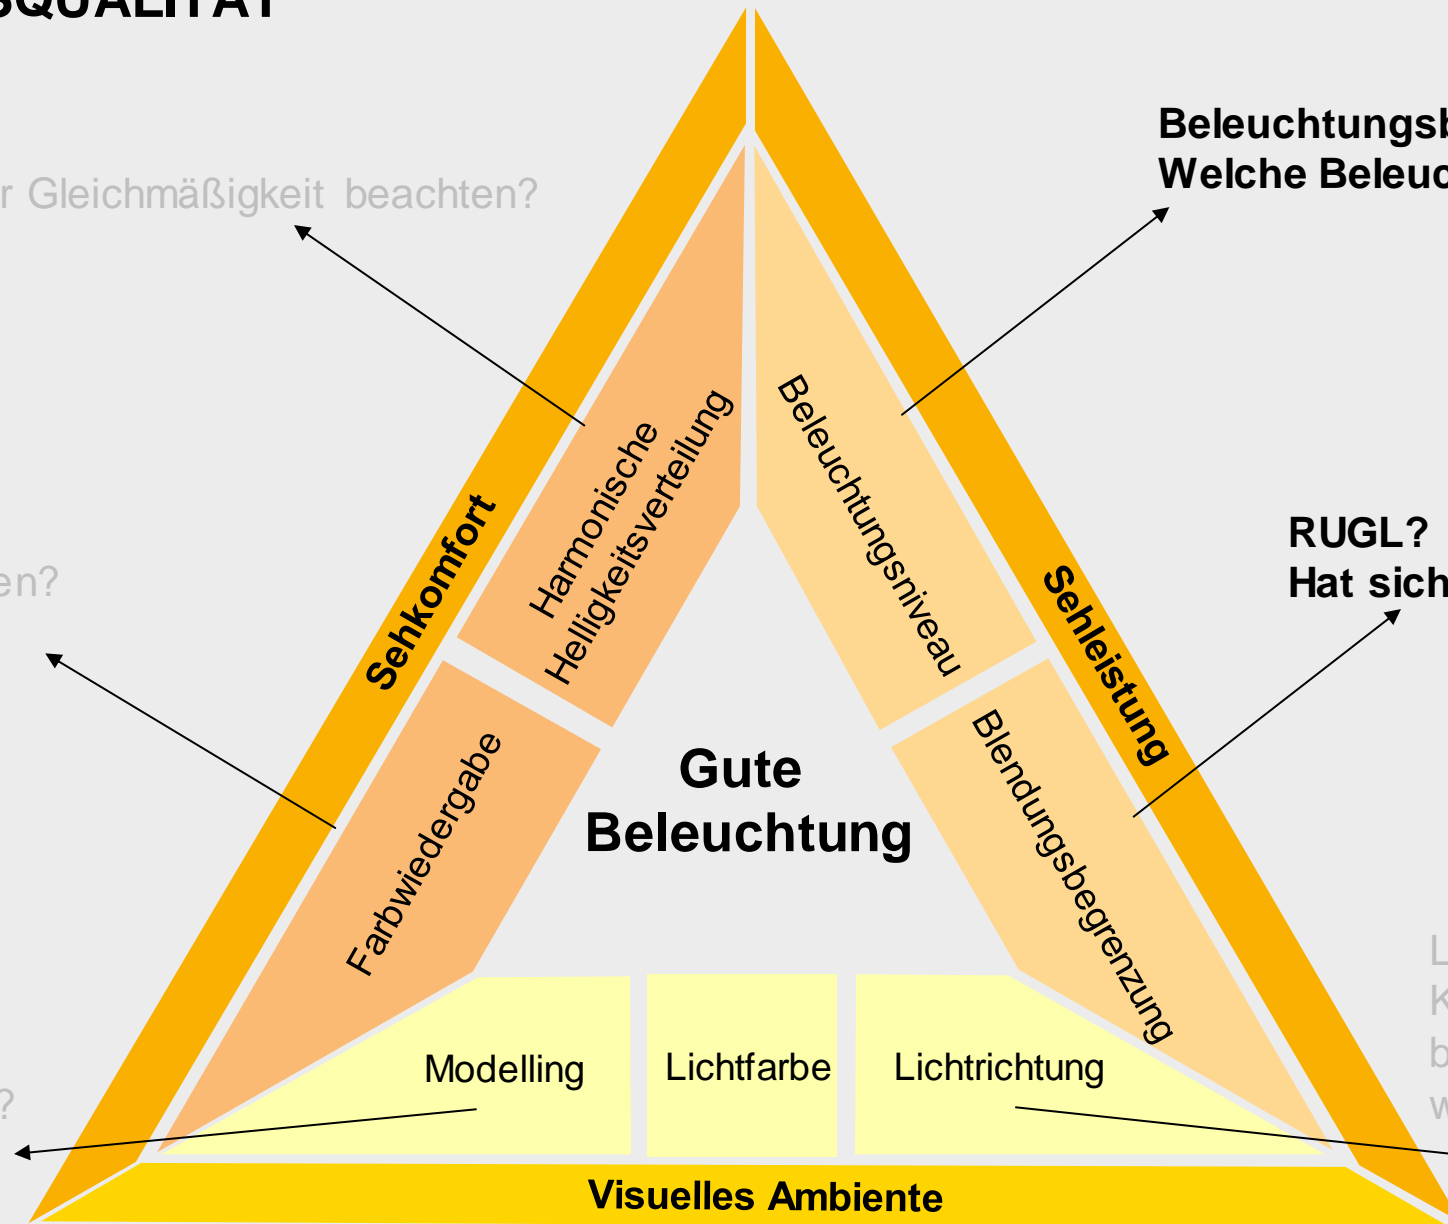 SQUALITÄT
Beleuchtungsb
Welche Beleuc
r Gleichmäßigkeit beachten?
Harmonische
Helligkeitsverteilung
Beleuchtungsniveau
Sehkomfort
Sehleistung
RUGL?
Hat sich
en?
Farbwiedergabe
Blendungsbegrenzung
Gute
Beleuchtung
L
K
b
w
Modelling
Lichtfarbe
Lichtrichtung
?
Visuelles Ambiente